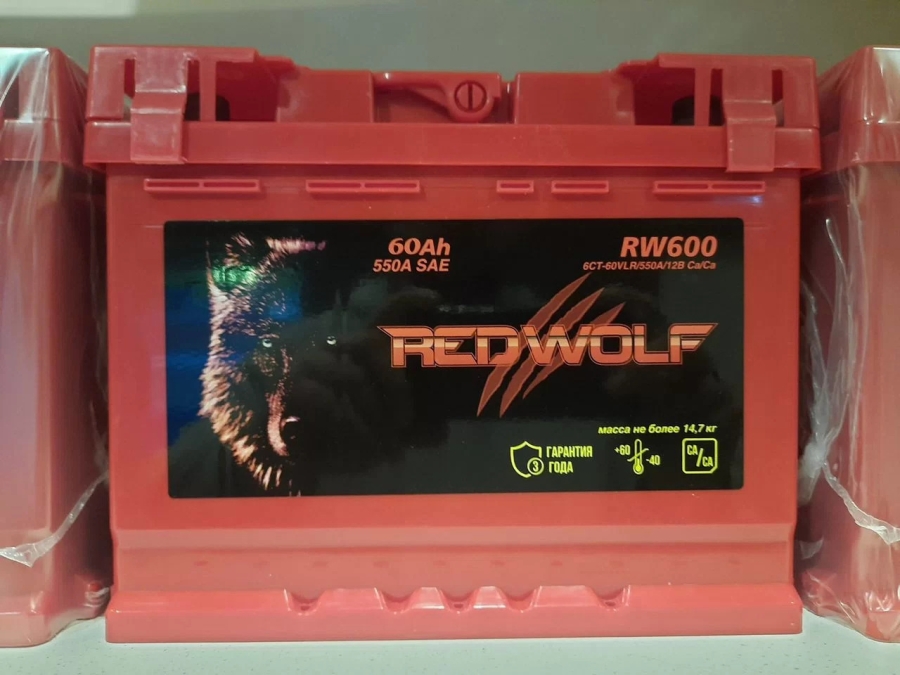 60Ah
550A SAE
RW600
6СТ-60VLR/550A/12В Ca/Ca
REDWOLF
масса не более 14,7 кг
3
ГАРАНТИЯ
ГОДА
+60
-40
CA/CA